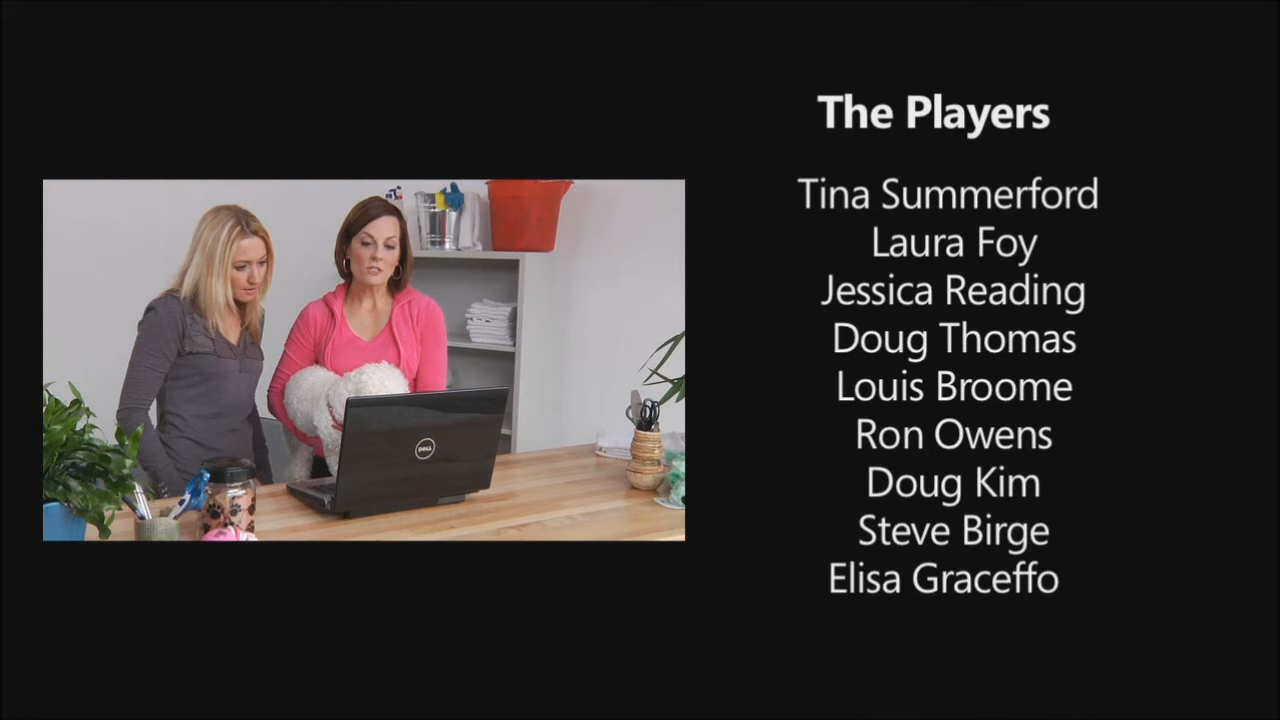 The Players
Tina Summerford
Laura Foy
Jessica Reading
Doug Thomas
Louis Broome
Ron Owens
Doug Kim
Steve Birge
Elisa Graceffo
DELL